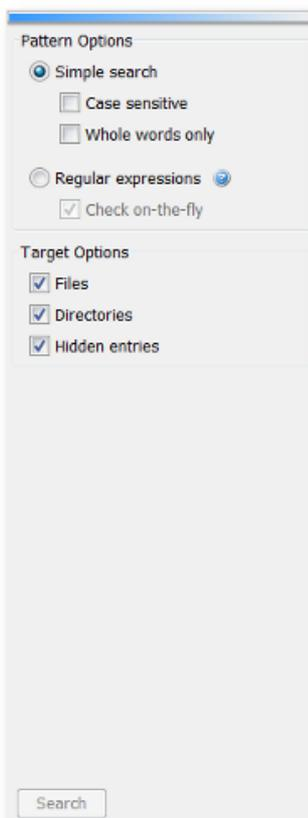 Pattern Options
Simple search
Case sensitive
Whole words only
Regular expressions
Check on-the-fly
Target Options
Files
Directories
Hidden entries
Search